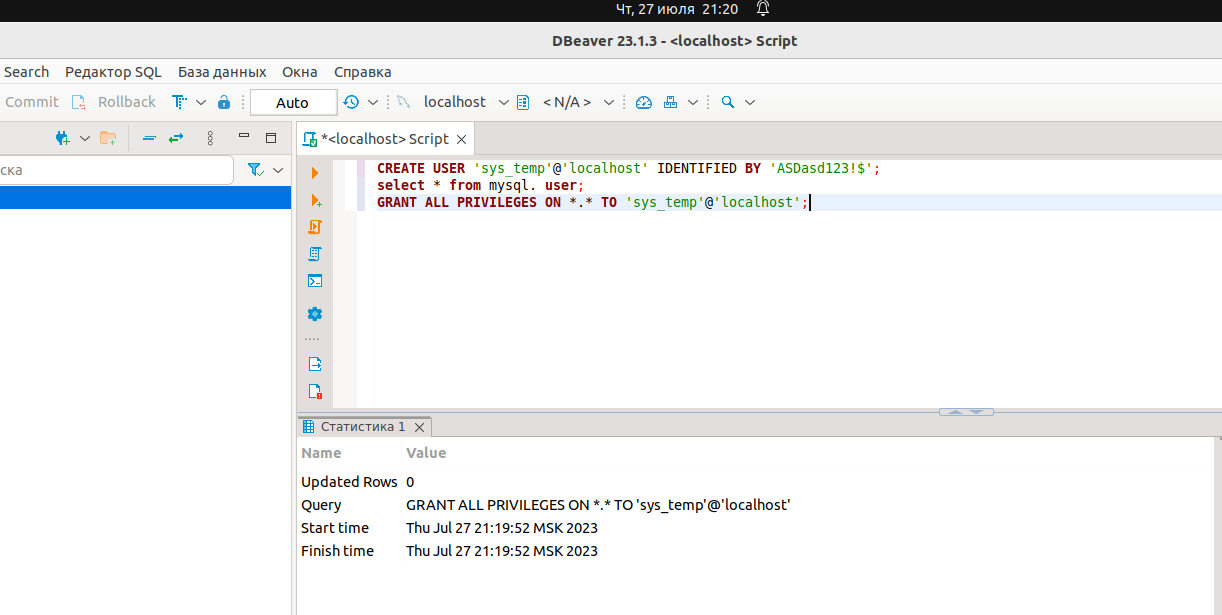 Чт, 27 июля 21:20
DBeaver 23.1.3 - <localhost> Script
Search Редактор SQL База данных Окна Справка
Commit Rollback Auto localhost < N/A >
ска
*<localhost> Script
CREATE USER 'sys_temp'@'localhost' IDENTIFIED BY 'ASDasd123!$';
select * from mysql. user;
GRANT ALL PRIVILEGES ON *.* TO 'sys_temp'@'localhost';
Статистика 1
Name Value
Updated Rows 0
Query GRANT ALL PRIVILEGES ON *.* TO 'sys_temp'@'localhost'
Start time Thu Jul 27 21:19:52 MSK 2023
Finish time Thu Jul 27 21:19:52 MSK 2023